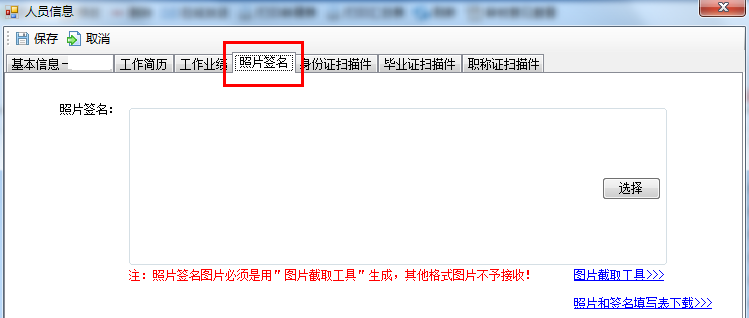 人员信息
保存 取消
基本信息- 工作简历 工作业绩 照片签名 身份证扫描件 毕业证扫描件 职称证扫描件
照片签名：
选择
注：照片签名图片必须是用"图片截取工具"生成，其他格式图片不予接收！ 图片截取工具>>>
照片和签名填写表下载>>>